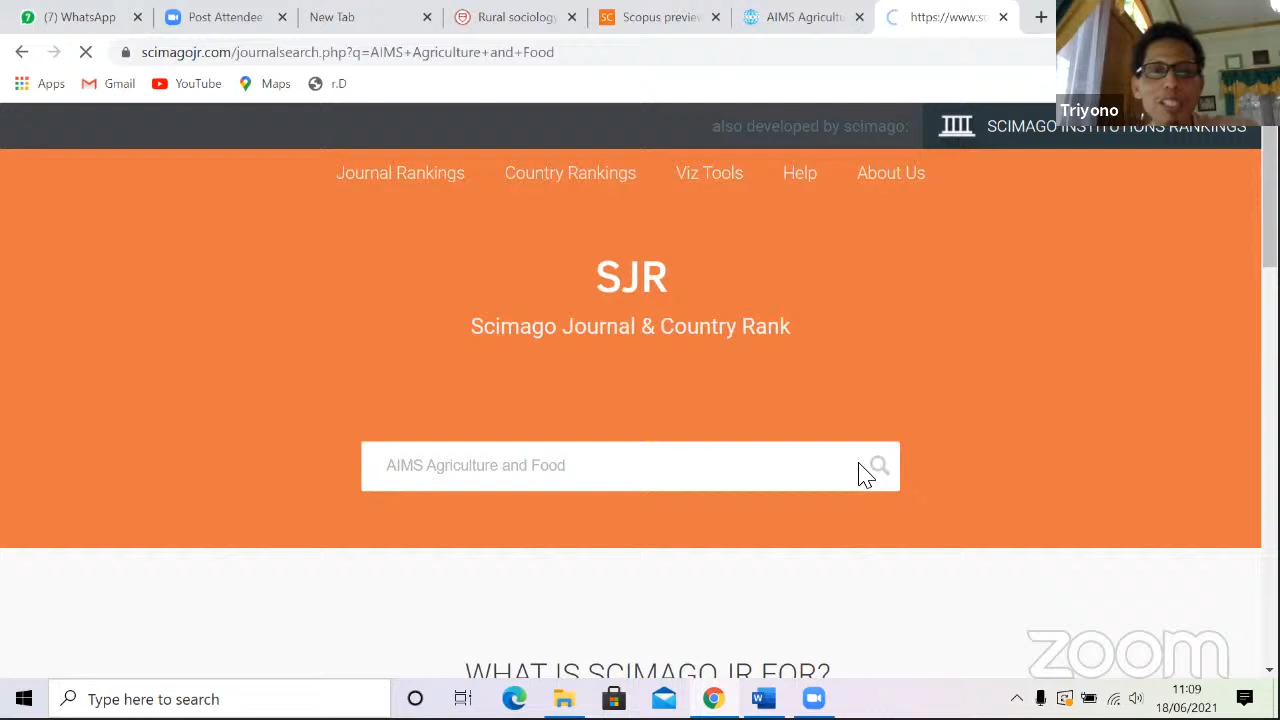 (7) WhatsApp
Post Attendee
New Tab
Rural sociology
Scopus preview
AIMS Agricultu
https://www.sc
scimagojr.com/journalsearch.php?q=AIMS+Agriculture+and+Food
Apps
Gmail
YouTube
Maps
r.D
Triyono
also developed by scimago:
SCIMAGO INSTITUTIONS RANKINGS
Journal Rankings
Country Rankings
Viz Tools
Help
About Us
SJR
Scimago Journal & Country Rank
AIMS Agriculture and Food
WHAT IS SCIMAGOJR FOR?
zoom
Type here to search
11:09
18/06/2021